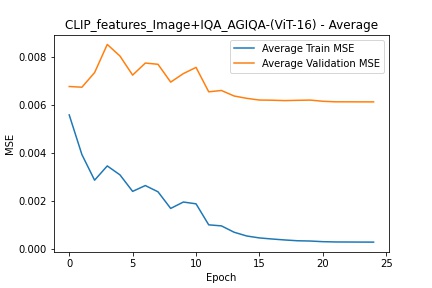 CLIP_features_Image+IQA_AGIQA-(ViT-16) - Average
Average Train MSE
Average Validation MSE
0.008
0.006
0.004
0.002
0.000
MSE
0 5 10 15 20 25
Epoch